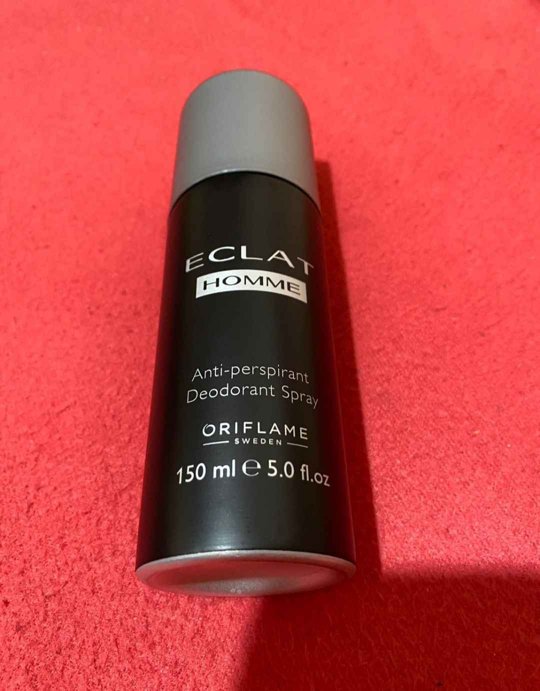 ECLAT
HOMME
Anti-perspirant
Deodorant Spray
ORIFLAME
SWEDEN
150 ml ℮ 5.0 fl.oz